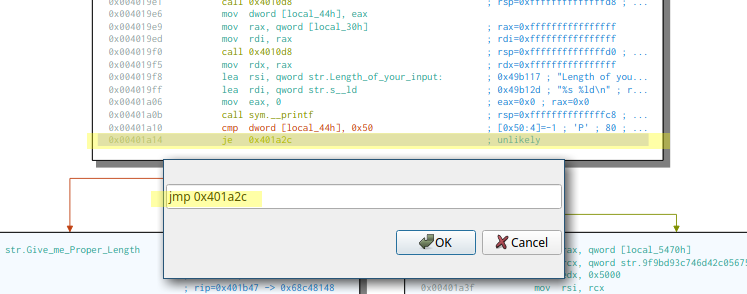 0x004019e1 call 0x4010d8 ; rsp=0xffffffffffffffd8 ; ...
0x004019e6 mov dword [local_44h], eax
0x004019e9 mov rax, qword [local_30h] ; rax=0xffffffffffffffff
0x004019ed mov rdi, rax ; rdi=0xffffffffffffffff
0x004019f0 call 0x4010d8 ; rsp=0xffffffffffffffd0 ; ...
0x004019f5 mov rdx, rax ; rdx=0xffffffffffffffff
0x004019f8 lea rsi, qword str.Length_of_your_input: ; 0x49b117 ; "Length of you...
0x004019ff lea rdi, qword str.s__ld ; 0x49b12d ; "%s %ld\n" ; r...
0x00401a06 mov eax, 0 ; eax=0x0 ; rax=0x0
0x00401a0b call sym.__printf ; rsp=0xffffffffffffffc8 ; ...
0x00401a10 cmp dword [local_44h], 0x50 ; [0x50:4]=-1 ; 'P' ; 80 ; ...
0x00401a14 je 0x401a2c ; unlikely
jmp 0x401a2c
OK Cancel
str.Give_me_Proper_Length
rax, qword [local_5470h]
rcx, qword str.9f9bd93c746d42c05675
rdx, 0x5000
; rip=0x401b47 -> 0x68c48148
0x00401a3f mov rsi, rcx